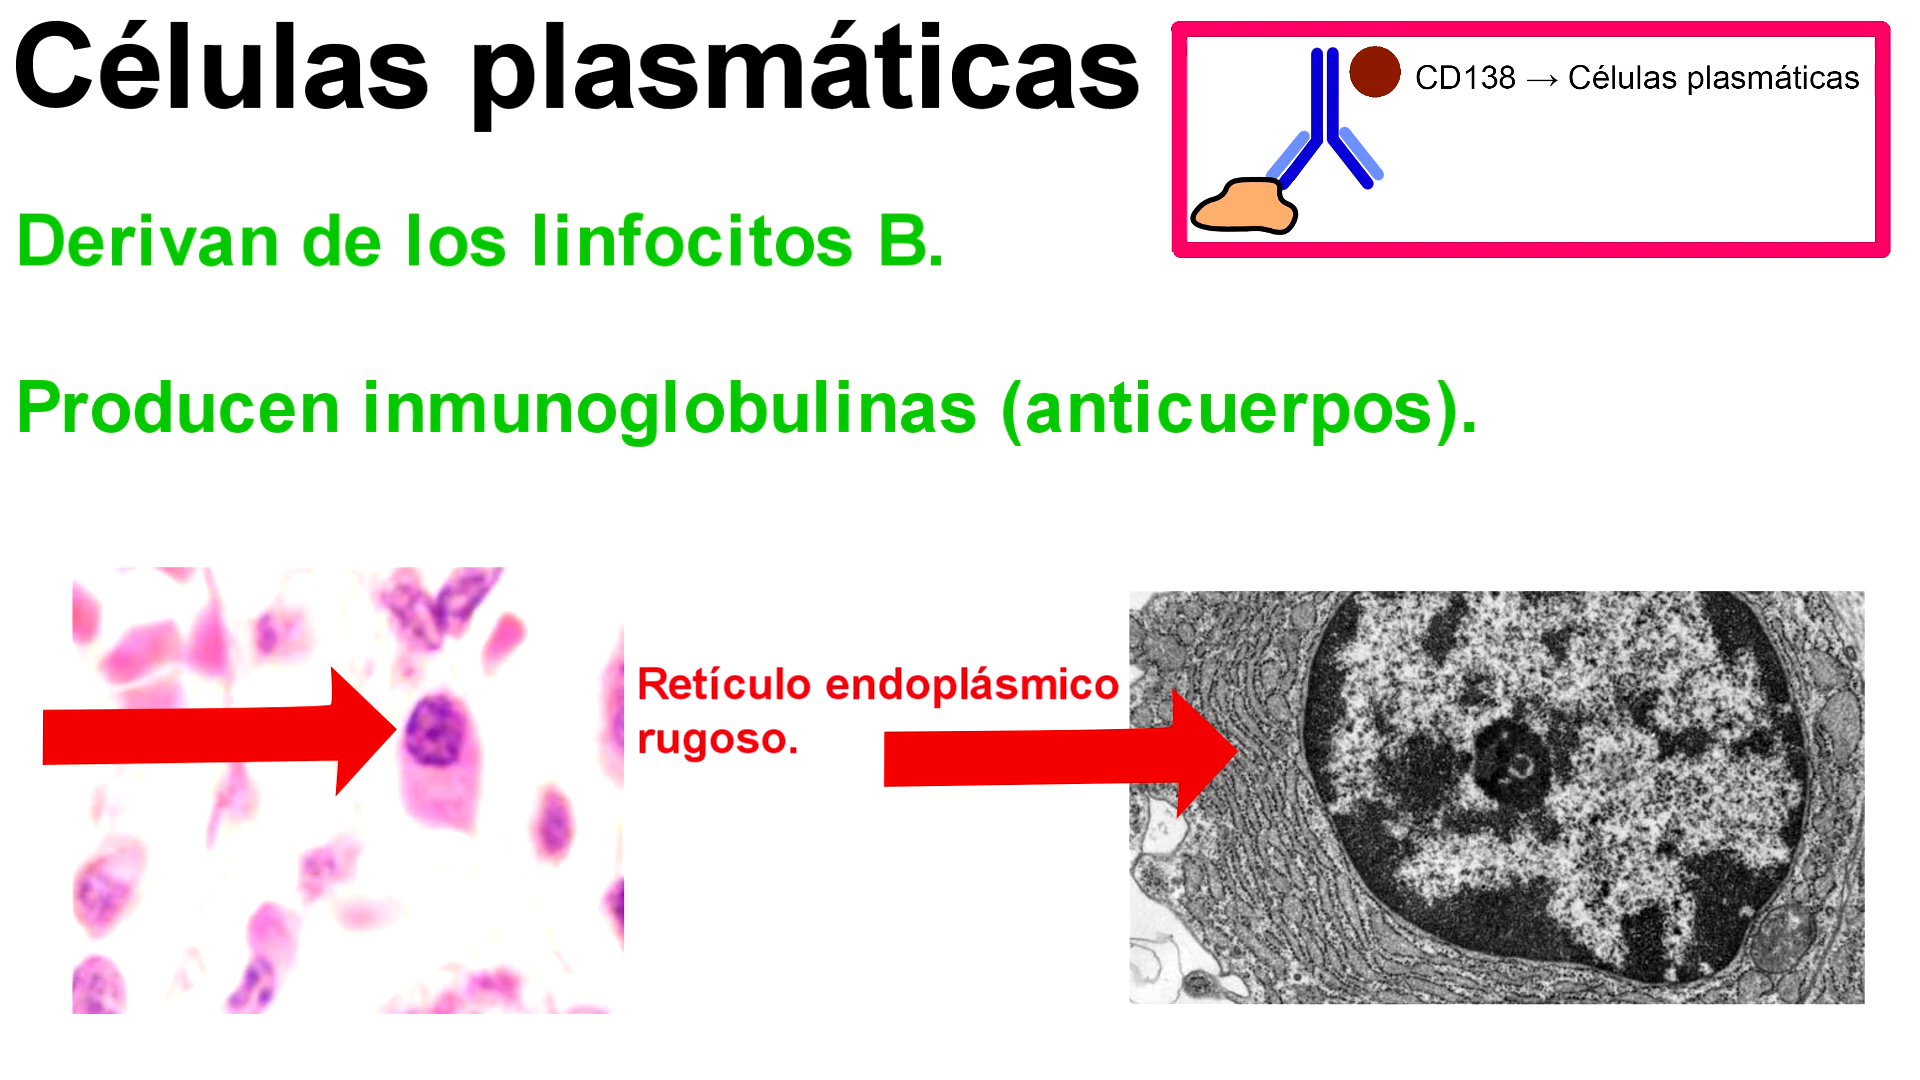 Células plasmáticas
CD138 → Células plasmáticas
Derivan de los linfocitos B.
Producen inmunoglobulinas (anticuerpos).
Retículo endoplásmico
rugoso.